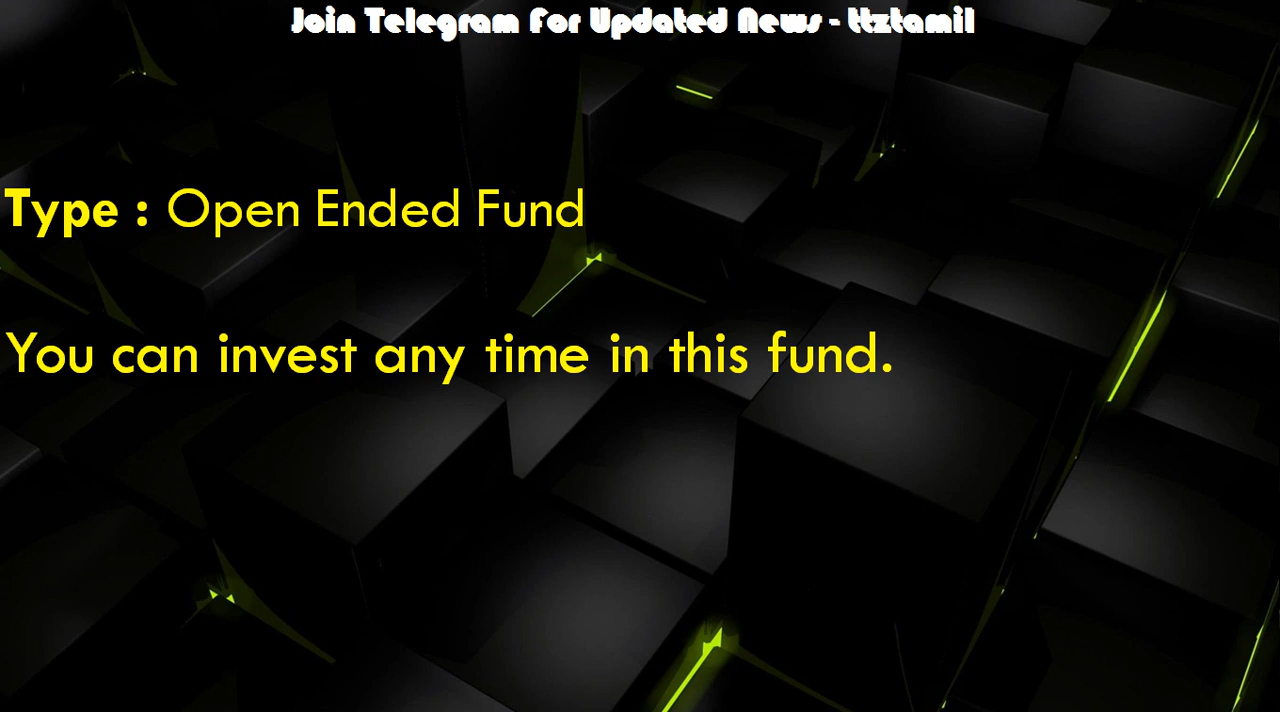 Join Telegram For Updated News - ttztamil
Type : Open Ended Fund
You can invest any time in this fund.